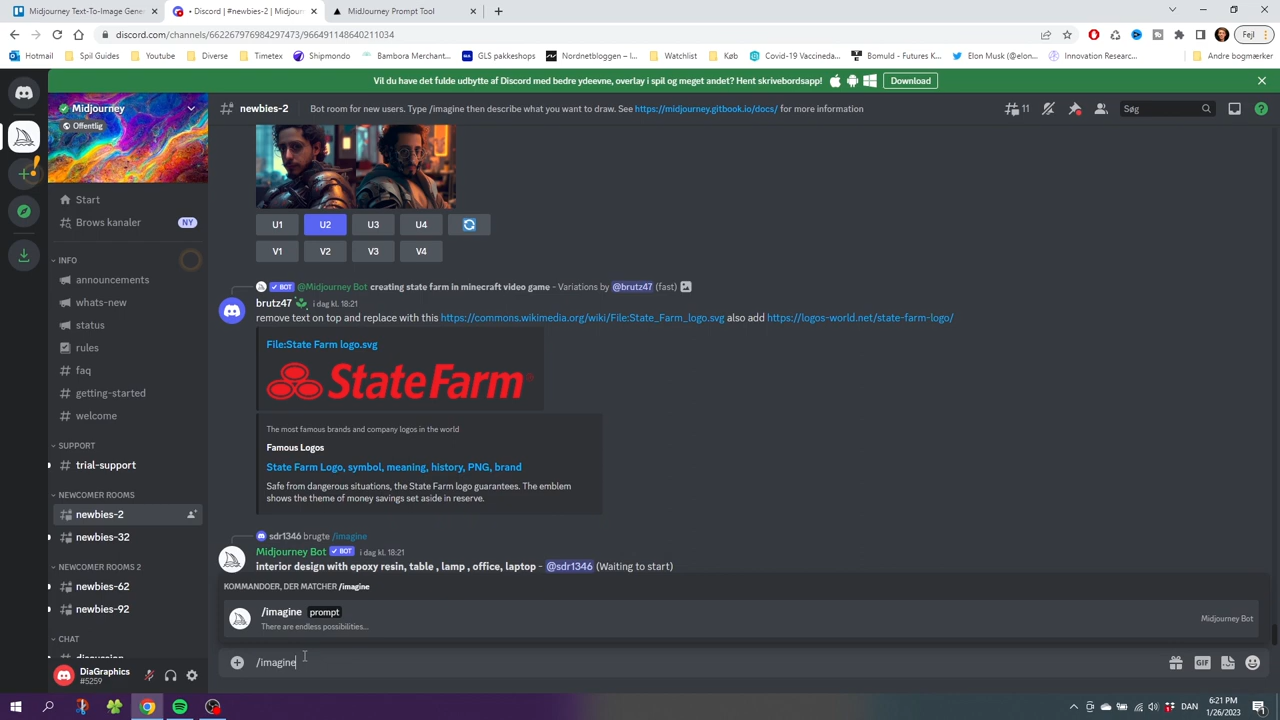 Midjourney Text-To-Image Gener
• Discord | #newbies-2 | Midjourn
MidJourney Prompt Tool
discord.com/channels/662267976984297473/966491148640211034
Fejl
Hotmail
Spil Guides
Youtube
Diverse
Timetex
Shipmondo
Bambora Merchant...
GLS pakkeshops
Nordnetbloggen – I...
Watchlist
Køb
Covid-19 Vaccineda...
Bomuld - Futures K...
Elon Musk (@elon...
Innovation Researc...
Andre bogmærker
Vil du have det fulde udbytte af Discord med bedre ydeevne, overlay i spil og meget andet? Hent skrivebordsapp!
Download
Midjourney
Offentlig
newbies-2
Bot room for new users. Type /imagine then describe what you want to draw. See https://midjourney.gitbook.io/docs/ for more information
11
Søg
Start
Brows kanaler
NY
INFO
announcements
whats-new
status
rules
faq
getting-started
welcome
SUPPORT
trial-support
NEWCOMER ROOMS
newbies-2
newbies-32
NEWCOMER ROOMS 2
newbies-62
newbies-92
CHAT
DiaGraphics
#5259
U1 U2 U3 U4
V1 V2 V3 V4
BOT @Midjourney Bot creating state farm in minecraft video game - Variations by @brutz47 (fast)
brutz47 i dag kl. 18:21
remove text on top and replace with this https://commons.wikimedia.org/wiki/File:State_Farm_logo.svg also add https://logos-world.net/state-farm-logo/
File:State Farm logo.svg
StateFarm
The most famous brands and company logos in the world
Famous Logos
State Farm Logo, symbol, meaning, history, PNG, brand
Safe from dangerous situations, the State Farm logo guarantees. The emblem
shows the theme of money savings set aside in reserve.
sdr1346 brugte /imagine
Midjourney Bot BOT i dag kl. 18:21
interior design with epoxy resin, table , lamp , office, laptop - @sdr1346 (Waiting to start)
KOMMANDOER, DER MATCHER /imagine
/imagine prompt
There are endless possibilities...
Midjourney Bot
/imagine
GIF
DAN
6:21 PM
1/26/2023